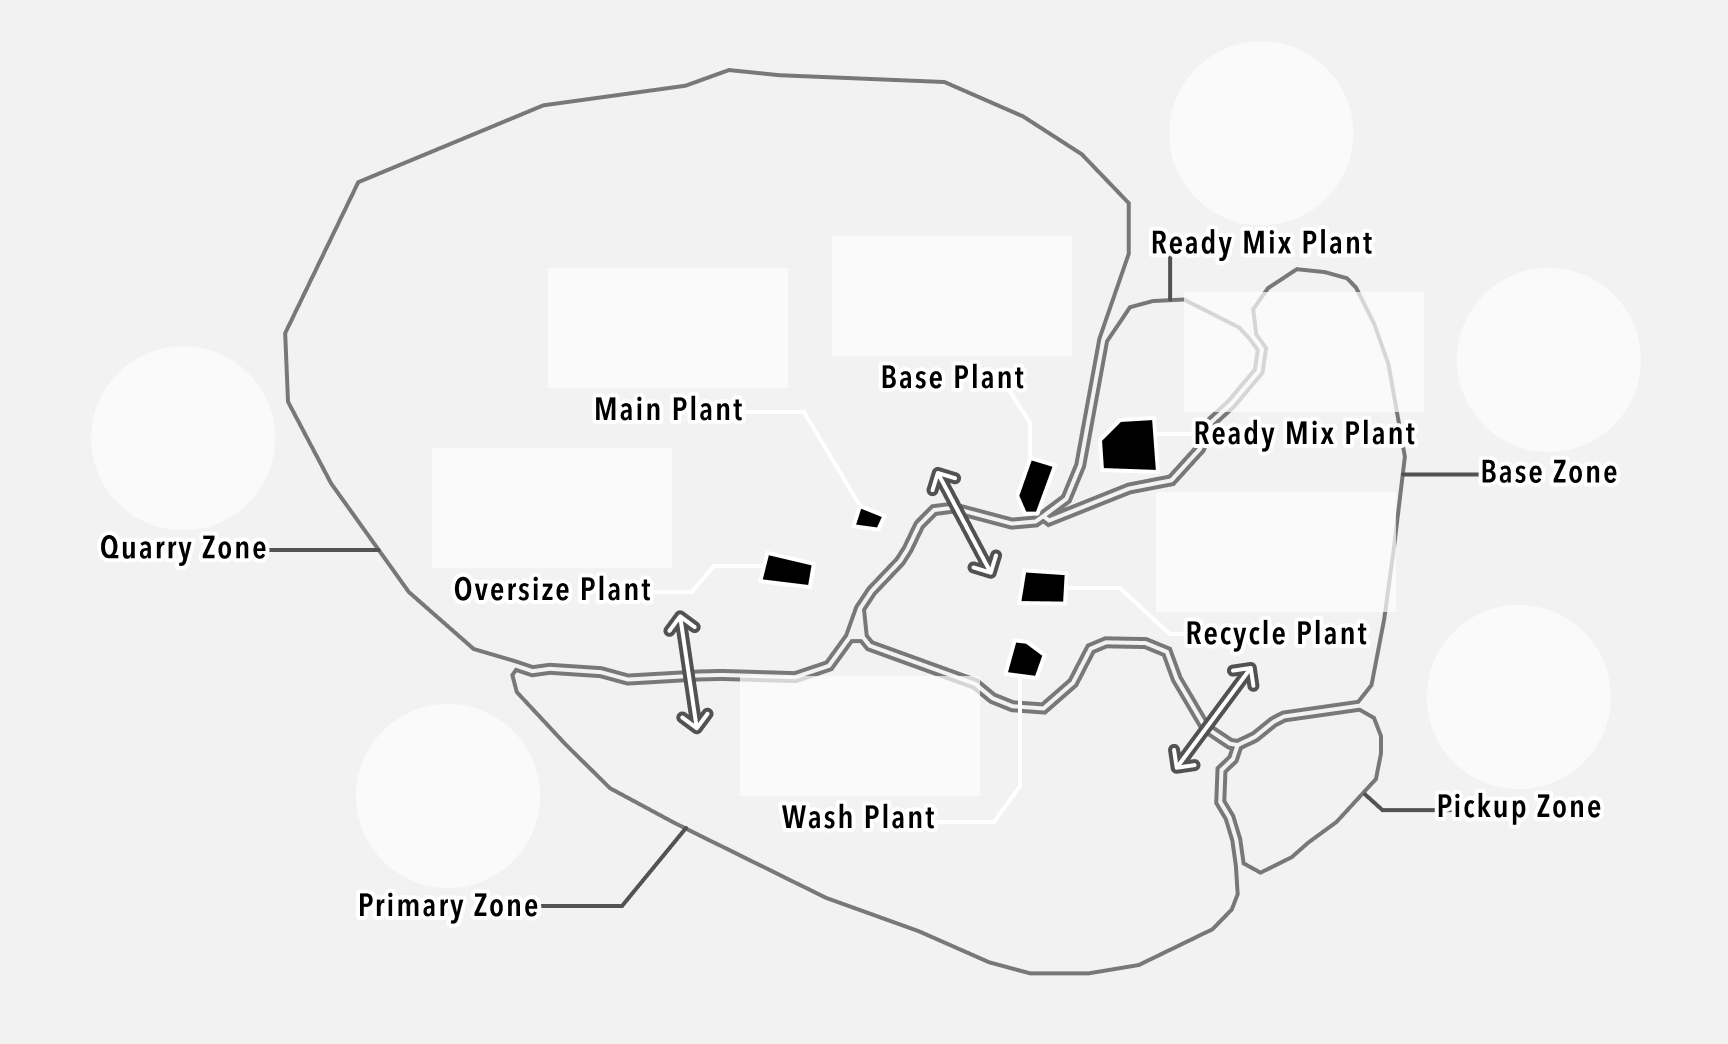 Ready Mix Plant
Base Plant
Main Plant
Ready Mix Plant
Base Zone
Quarry Zone
Oversize Plant
Recycle Plant
Pickup Zone
Wash Plant
Primary Zone